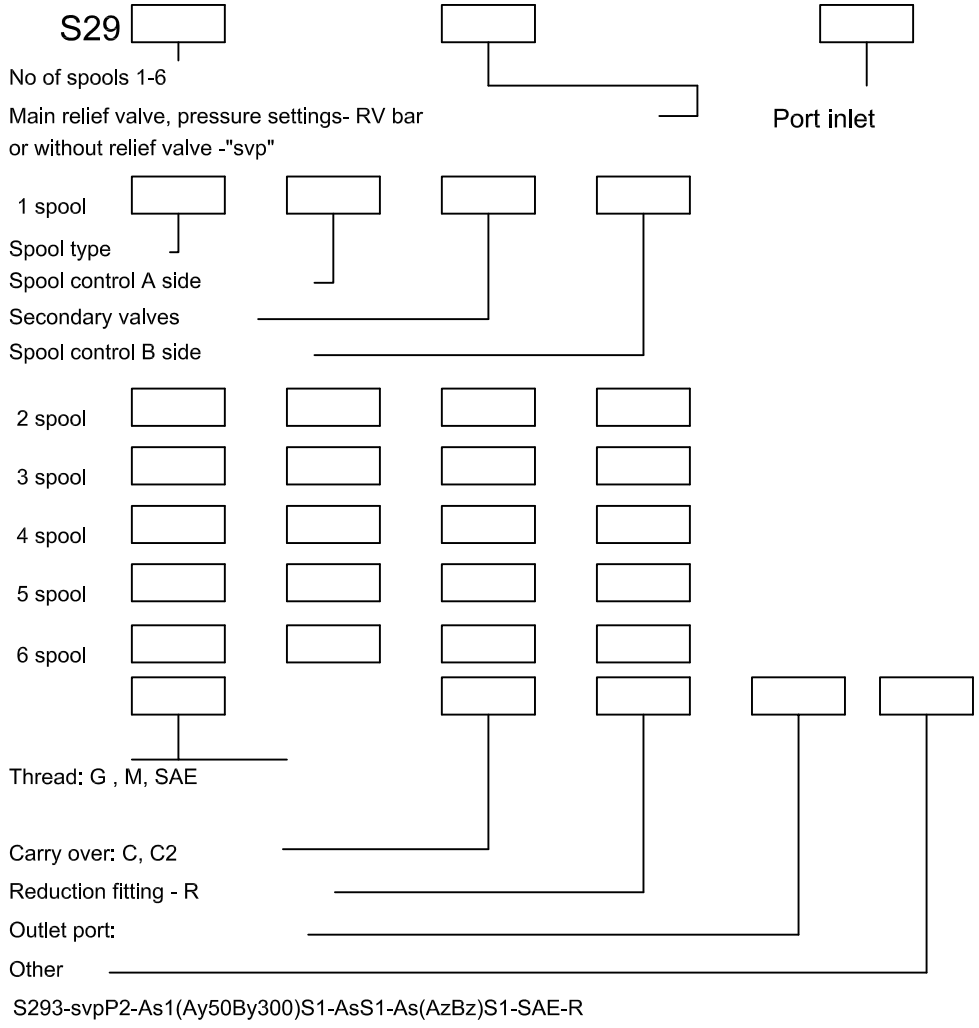 S29
No of spools 1-6
Main relief valve, pressure settings- RV bar
or without relief valve -"svp"
Port inlet
1 spool
Spool type
Spool control A side
Secondary valves
Spool control B side
2 spool
3 spool
4 spool
5 spool
6 spool
Thread: G , M, SAE
Carry over: C, C2
Reduction fitting - R
Outlet port:
Other
S293-svpP2-As1(Ay50By300)S1-AsS1-As(AzBz)S1-SAE-R